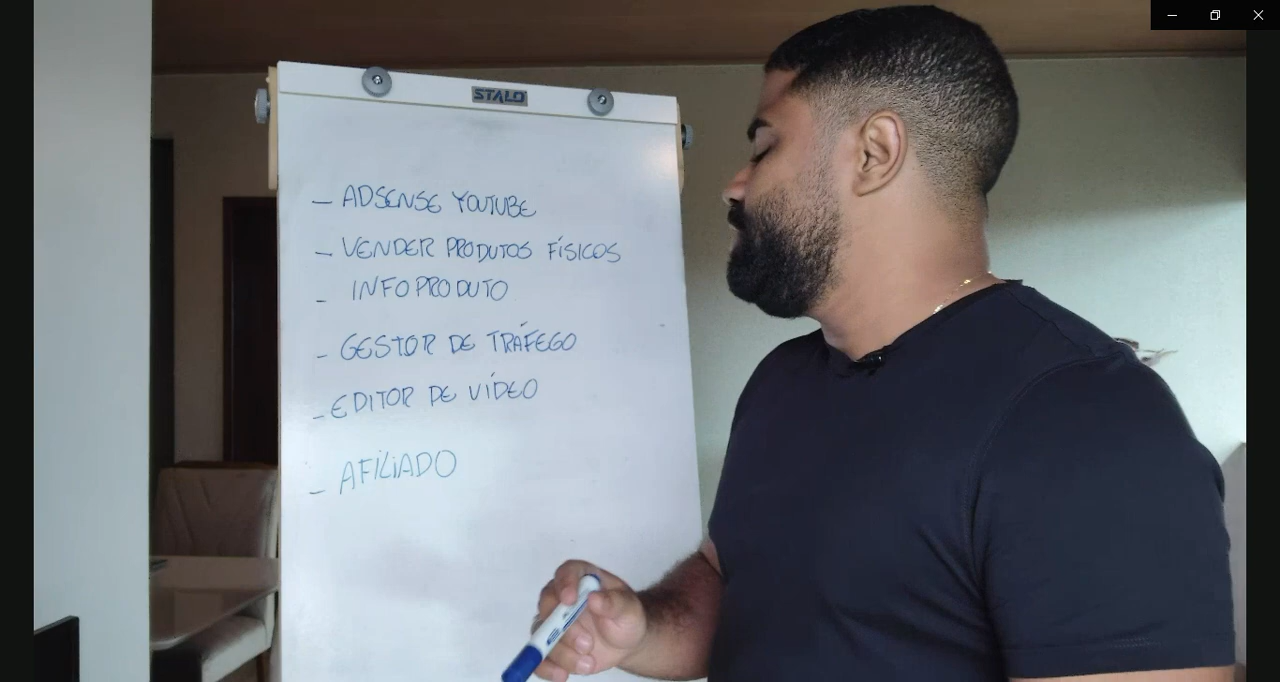 STALO
- ADSENSE YOUTUBE
- VENDER PRODUTOS FÍSICOS
- INFOPRODUTO
- GESTOR DE TRÁFEGO
- EDITOR DE VÍDEO
- AFILIADO